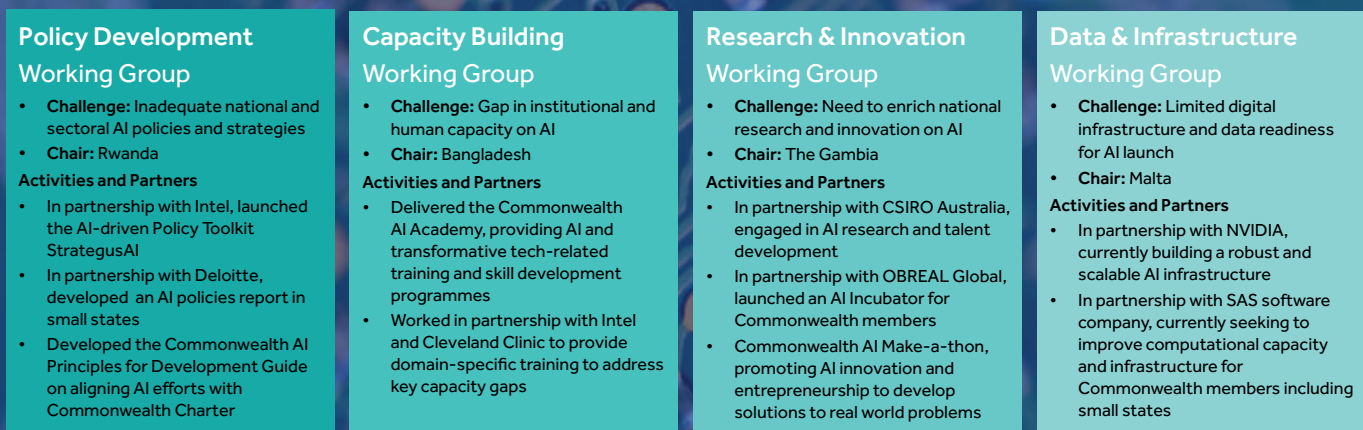 Policy Development
Working Group
• Challenge: Inadequate national and
sectoral AI policies and strategies
• Chair: Rwanda
Activities and Partners
• In partnership with Intel, launched
the AI-driven Policy Toolkit
StrategusAI
• In partnership with Deloitte,
developed an AI policies report in
small states
• Developed the Commonwealth AI
Principles for Development Guide
on aligning AI efforts with
Commonwealth Charter
Capacity Building
Working Group
• Challenge: Gap in institutional and
human capacity on AI
• Chair: Bangladesh
Activities and Partners
• Delivered the Commonwealth
AI Academy, providing AI and
transformative tech-related
training and skill development
programmes
• Worked in partnership with Intel
and Cleveland Clinic to provide
domain-specific training to address
key capacity gaps
Research & Innovation
Working Group
• Challenge: Need to enrich national
research and innovation on AI
• Chair: The Gambia
Activities and Partners
• In partnership with CSIRO Australia,
engaged in AI research and talent
development
• In partnership with OBREAL Global,
launched an AI Incubator for
Commonwealth members
• Commonwealth AI Make-a-thon,
promoting AI innovation and
entrepreneurship to develop
solutions to real world problems
Data & Infrastructure
Working Group
• Challenge: Limited digital
infrastructure and data readiness
for AI launch
• Chair: Malta
Activities and Partners
• In partnership with NVIDIA,
currently building a robust and
scalable AI infrastructure
• In partnership with SAS software
company, currently seeking to
improve computational capacity
and infrastructure for
Commonwealth members including
small states